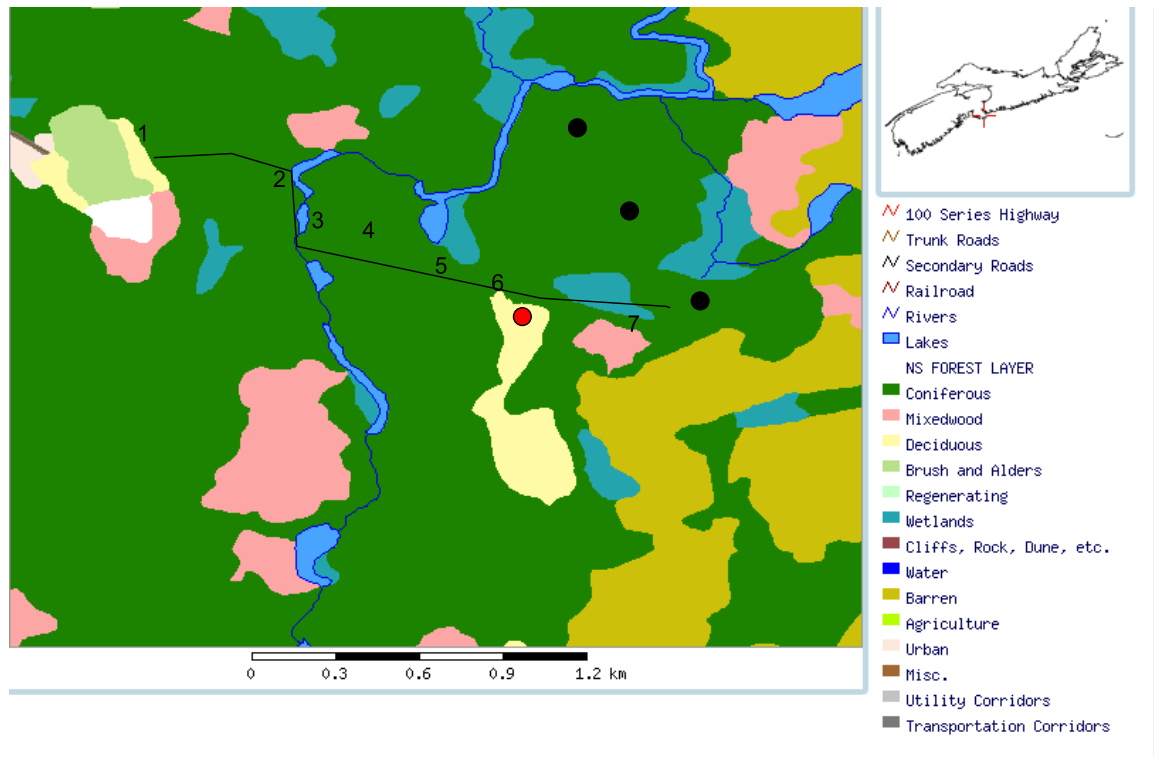 1
2
3
4
5
6
7
0 0.3 0.6 0.9 1.2 km
100 Series Highway
Trunk Roads
Secondary Roads
Railroad
Rivers
Lakes
NS FOREST LAYER
Coniferous
Mixedwood
Deciduous
Brush and Alders
Regenerating
Wetlands
Cliffs, Rock, Dune, etc.
Water
Barren
Agriculture
Urban
Misc.
Utility Corridors
Transportation Corridors